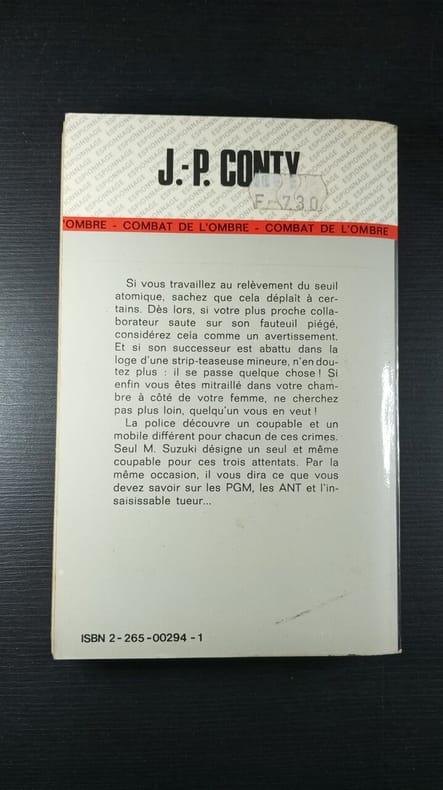 ESPIONNAGE ESPIONNAGE ESPIONNAGE ESPIONNAGE
J.-P. CONTY
F 7.30
'OMBRE - COMBAT DE L'OMBRE - COMBAT DE L'OMBRE
Si vous travaillez au relèvement du seuil
atomique, sachez que cela déplaît à cer-
tains. Dès lors, si votre plus proche colla-
borateur saute sur son fauteuil piégé,
considérez cela comme un avertissement.
Et si son successeur est abattu dans la
loge d'une strip-teaseuse mineure, n'en dou-
tez plus : il se passe quelque chose ! Si
enfin vous êtes mitraillé dans votre cham-
bre à côté de votre femme, ne cherchez
pas plus loin, quelqu'un vous en veut !
La police découvre un coupable et un
mobile différent pour chacun de ces crimes.
Seul M. Suzuki désigne un seul et même
coupable pour ces trois attentats. Par la
même occasion, il vous dira ce que vous
devez savoir sur les PGM, les ANT et l'in-
saisissable tueur...
ISBN 2-265-00294-1